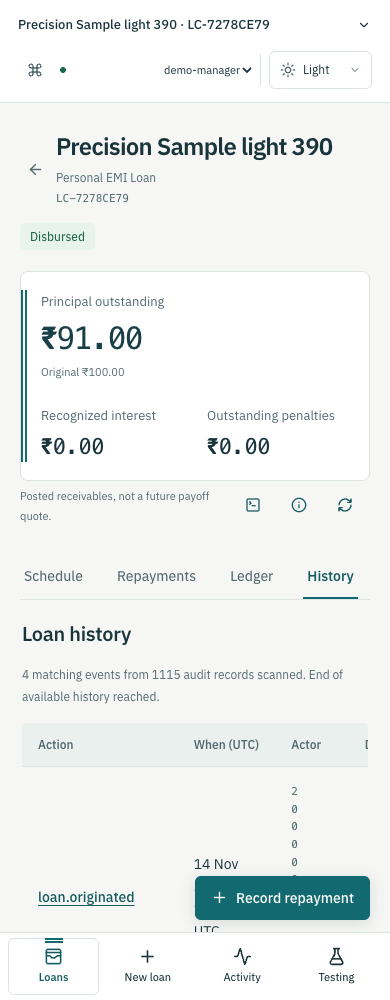 Precision Sample light 390 · LC-7278CE79
demo-manager
Light
Precision Sample light 390
Personal EMI Loan
LC-7278CE79
Disbursed
Principal outstanding
₹91.00
Original ₹100.00
Recognized interest
Outstanding penalties
₹0.00
₹0.00
Posted receivables, not a future payoff
quote.
Schedule
Repayments
Ledger
History
Loan history
4 matching events from 1115 audit records scanned. End of
available history reached.
Action
When (UTC)
Actor
2
0
0
0
0
14 Nov
loan.originated
Record repayment
UTC
Loans
New loan
Activity
Testing